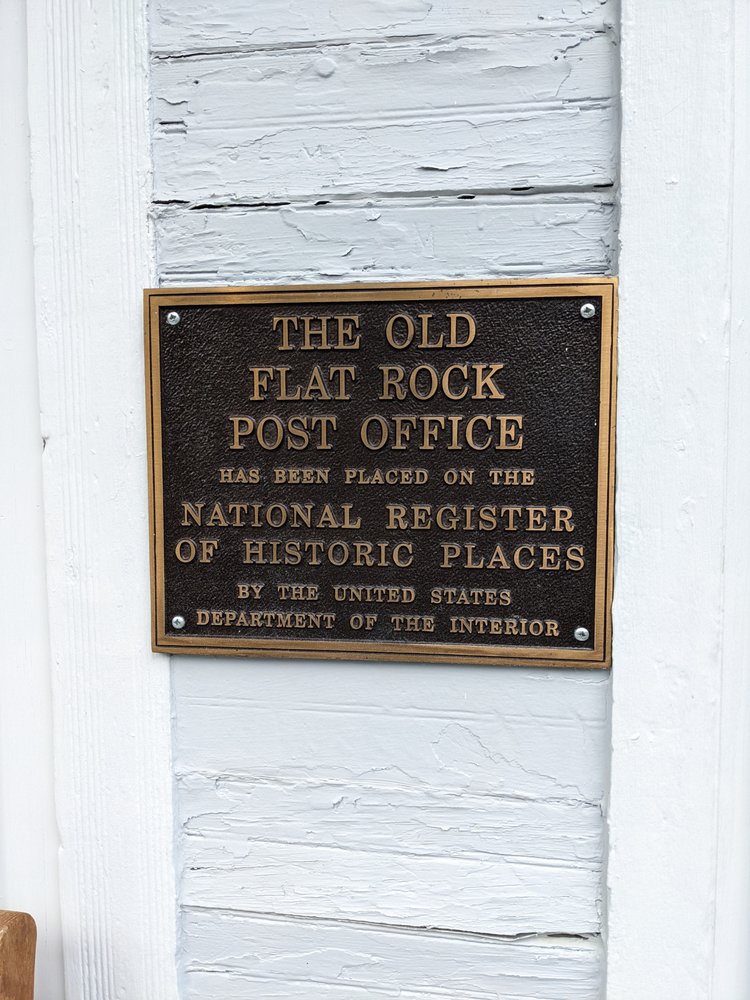 THE OLD
FLAT ROCK
POST OFFICE
HAS BEEN PLACED ON THE
NATIONAL REGISTER
OF HISTORIC PLACES
BY THE UNITED STATES
DEPARTMENT OF THE INTERIOR